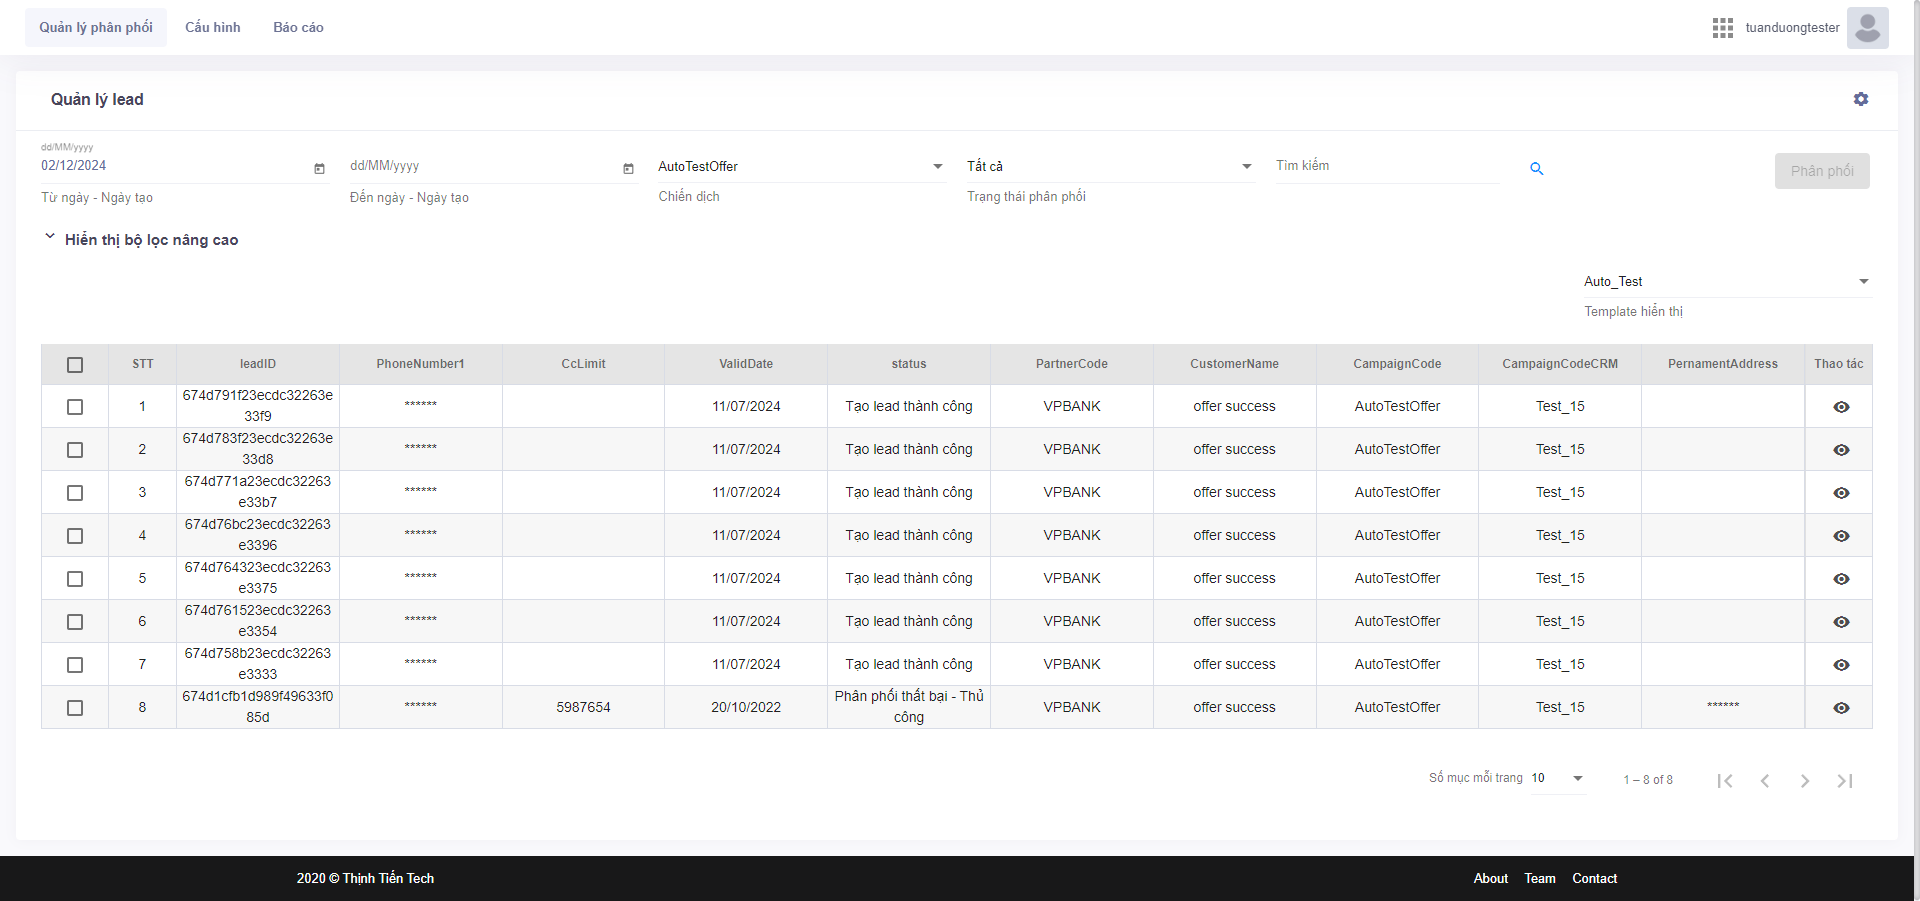 Quản lý phân phối Cấu hình Báo cáo tuanduongtester
Quản lý lead
dd/MM/yyyy
02/12/2024 dd/MM/yyyy AutoTestOffer Tất cả Tìm kiếm Phân phối
Từ ngày - Ngày tạo Đến ngày - Ngày tạo Chiến dịch Trạng thái phân phối
Hiển thị bộ lọc nâng cao
Auto_Test
Template hiển thị
STT leadID PhoneNumber1 CcLimit ValidDate status PartnerCode CustomerName CampaignCode CampaignCodeCRM PernamentAddress Thao tác
1 674d791f23ecdc32263e33f9 ****** 11/07/2024 Tạo lead thành công VPBANK offer success AutoTestOffer Test_15
2 674d783f23ecdc32263e33d8 ****** 11/07/2024 Tạo lead thành công VPBANK offer success AutoTestOffer Test_15
3 674d771a23ecdc32263e33b7 ****** 11/07/2024 Tạo lead thành công VPBANK offer success AutoTestOffer Test_15
4 674d76bc23ecdc32263e3396 ****** 11/07/2024 Tạo lead thành công VPBANK offer success AutoTestOffer Test_15
5 674d764323ecdc32263e3375 ****** 11/07/2024 Tạo lead thành công VPBANK offer success AutoTestOffer Test_15
6 674d761523ecdc32263e3354 ****** 11/07/2024 Tạo lead thành công VPBANK offer success AutoTestOffer Test_15
7 674d758b23ecdc32263e3333 ****** 11/07/2024 Tạo lead thành công VPBANK offer success AutoTestOffer Test_15
8 674d1cfb1d989f49633f085d ****** 5987654 20/10/2022 Phân phối thất bại - Thủ công VPBANK offer success AutoTestOffer Test_15 ******
Số mục mỗi trang 10 1 – 8 of 8
2020 © Thịnh Tiến Tech About Team Contact